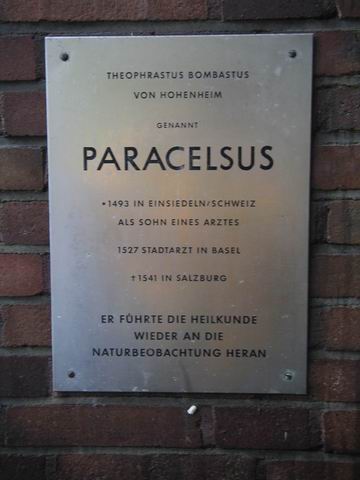 THEOPHRASTUS BOMBASTUS
VON HOHENHEIM
GENANNT
PARACELSUS
*1493 IN EINSIEDELN/SCHWEIZ
ALS SOHN EINES ARZTES
1527 STADTARZT IN BASEL
†1541 IN SALZBURG
ER FÜHRTE DIE HEILKUNDE
WIEDER AN DIE
NATURBEOBACHTUNG HERAN